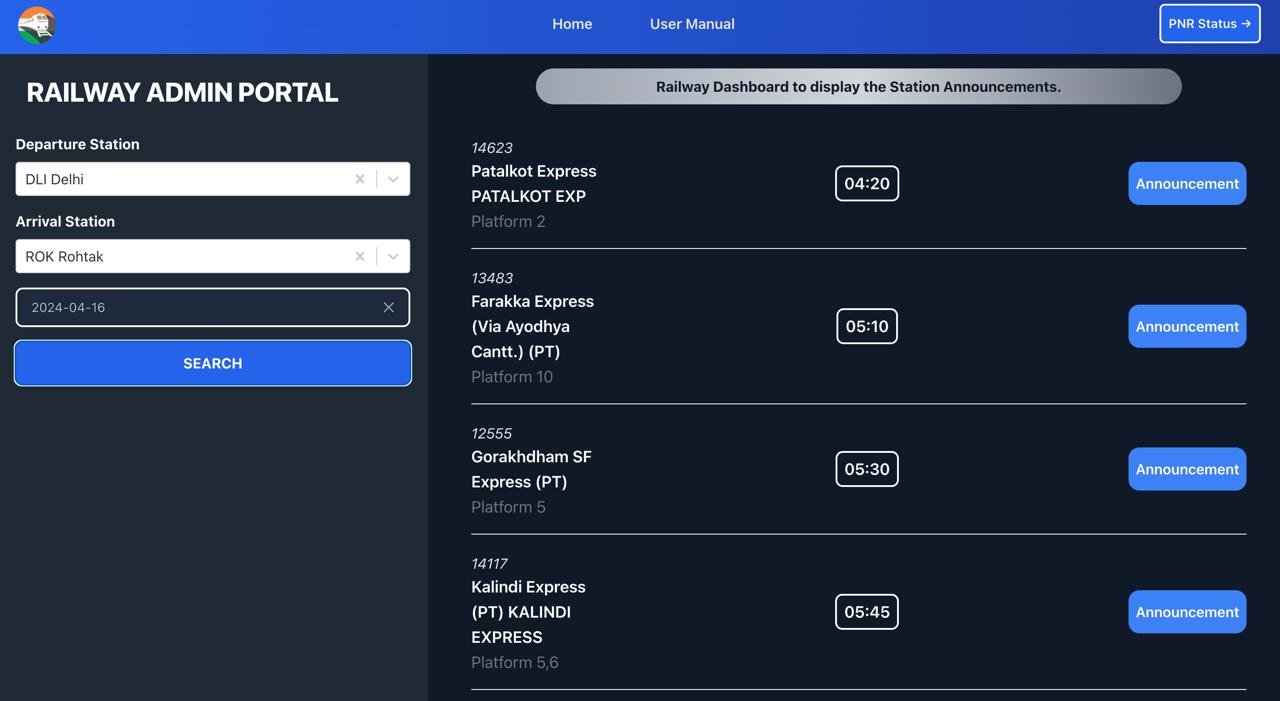 Home
User Manual
PNR Status →
RAILWAY ADMIN PORTAL
Departure Station
DLI Delhi
Arrival Station
ROK Rohtak
2024-04-16
SEARCH
Railway Dashboard to display the Station Announcements.
14623
Patalkot Express
PATALKOT EXP
Platform 2
04:20
Announcement
13483
Farakka Express
(Via Ayodhya
Cantt.) (PT)
Platform 10
05:10
Announcement
12555
Gorakhdham SF
Express (PT)
Platform 5
05:30
Announcement
14117
Kalindi Express
(PT) KALINDI
EXPRESS
Platform 5,6
05:45
Announcement